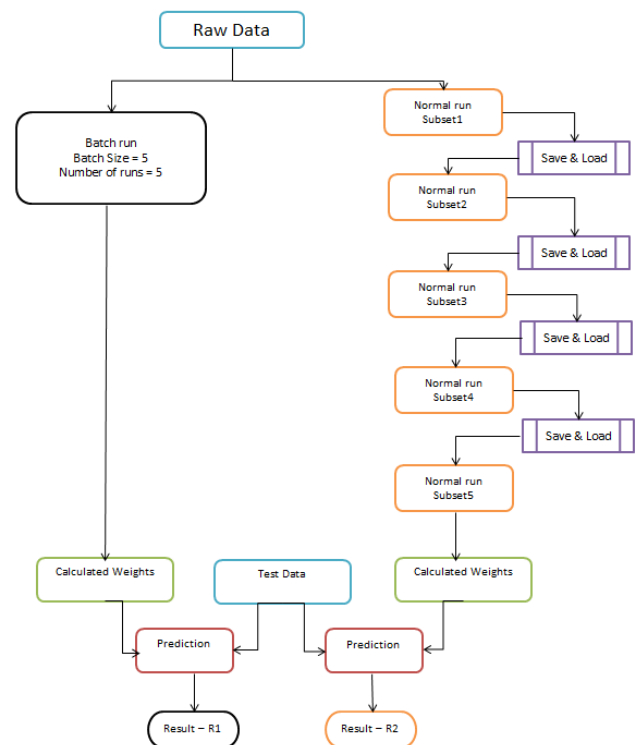 Raw Data
Batch run
Batch Size = 5
Number of runs = 5
Normal run
Subset1
Save & Load
Normal run
Subset2
Save & Load
Normal run
Subset3
Save & Load
Normal run
Subset4
Save & Load
Normal run
Subset5
Calculated Weights
Test Data
Calculated Weights
Prediction
Prediction
Result – R1
Result – R2